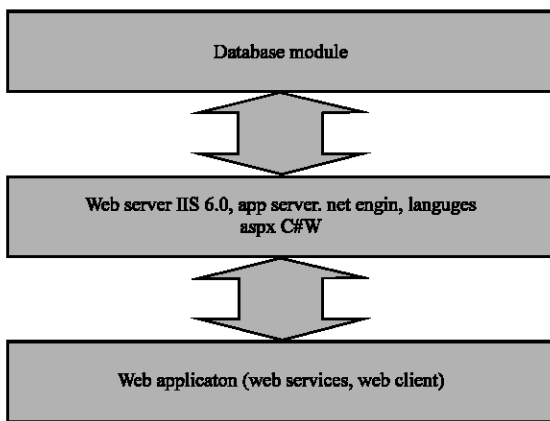 Database module
Web server IIS 6.0, app server. net engin, languges
aspx C#W
Web applicaton (web services, web client)